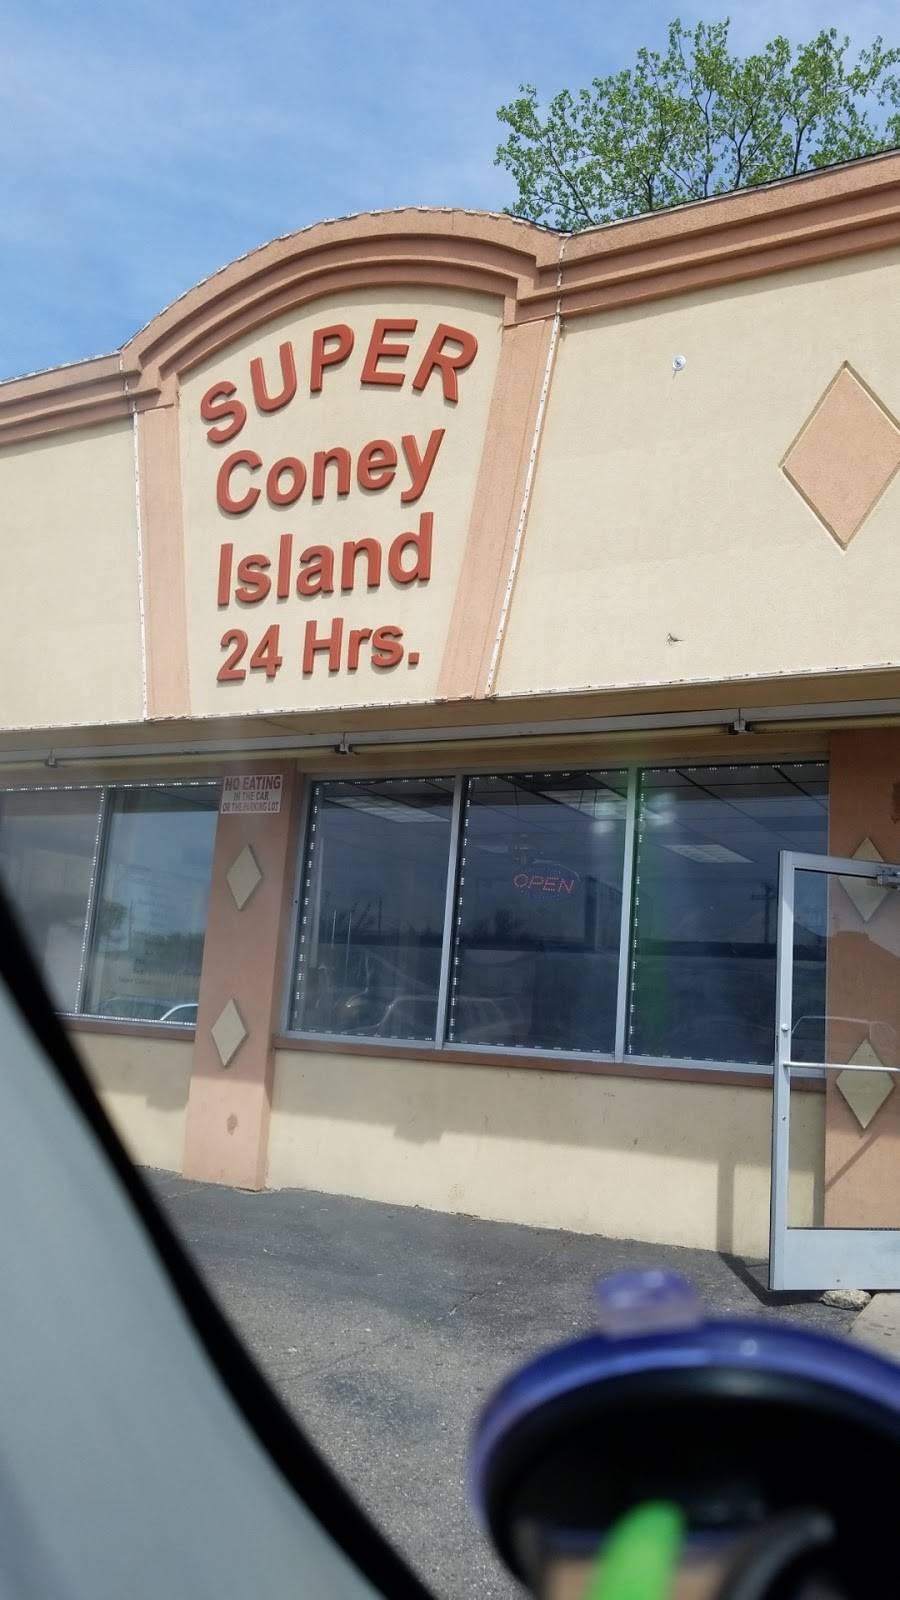 SUPER
Coney
Island
24 Hrs.
NO EATING
IN THE CAR
OR THE PARKING LOT
OPEN